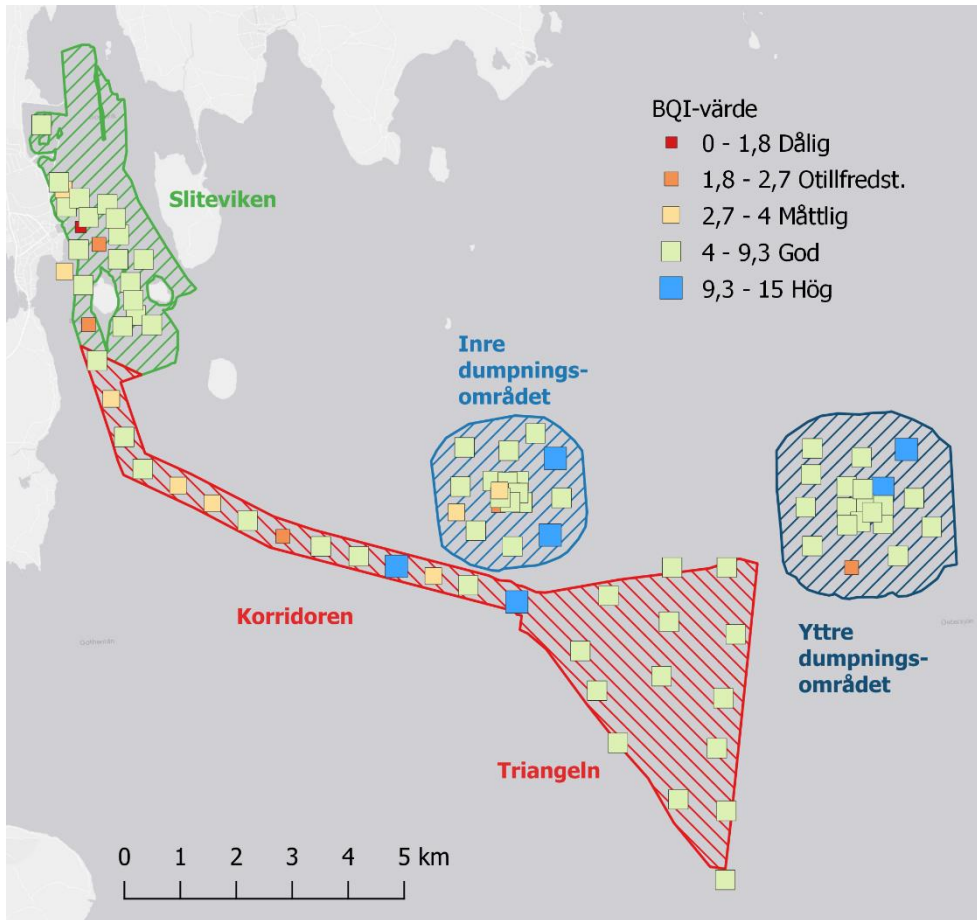 BQI-värde
0 - 1,8 Dålig
1,8 - 2,7 Otillfredst.
2,7 - 4 Måttlig
4 - 9,3 God
9,3 - 15 Hög
Sliteviken
Inre
dumpnings-
området
Korridoren
Yttre
dumpnings-
området
Triangeln
0 1 2 3 4 5 km